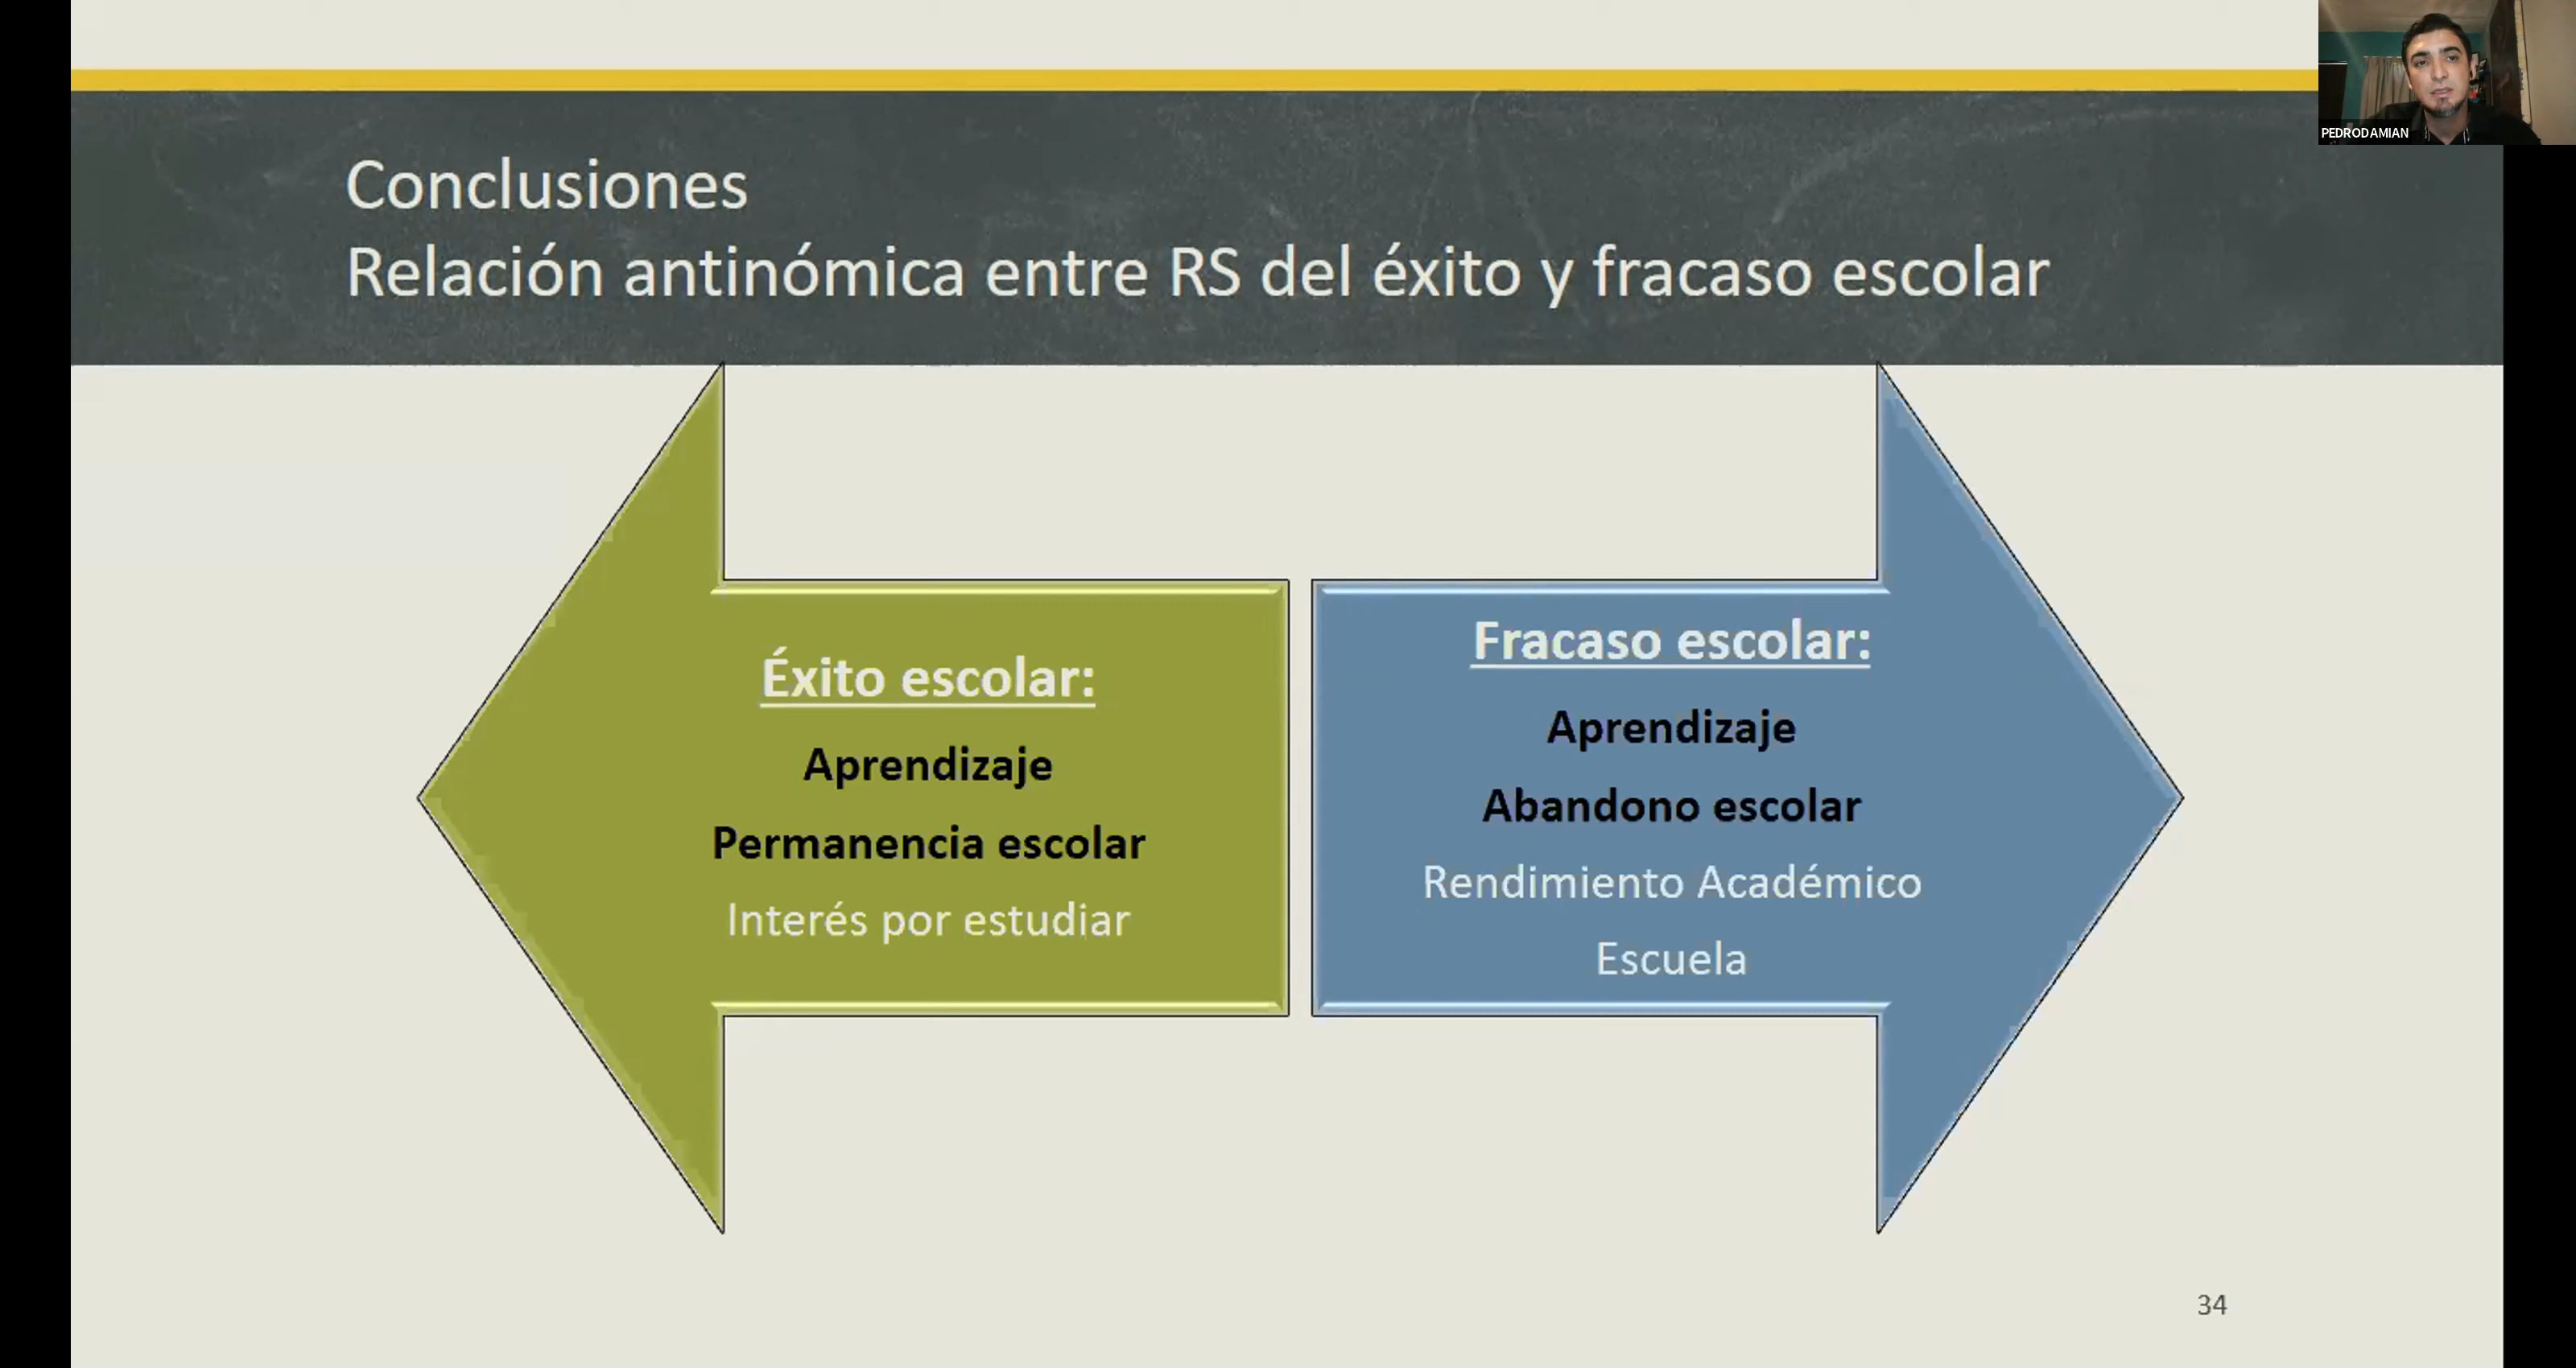 PEDRODAMIAN
Conclusiones
Relación antinómica entre RS del éxito y fracaso escolar
Éxito escolar:
Aprendizaje
Permanencia escolar
Interés por estudiar
Fracaso escolar:
Aprendizaje
Abandono escolar
Rendimiento Académico
Escuela
34